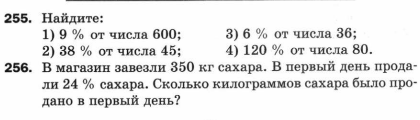 255. Найдите:
1) 9 % от числа 600; 3) 6 % от числа 36;
2) 38 % от числа 45; 4) 120 % от числа 80.
256. В магазин завезли 350 кг сахара. В первый день прода-
ли 24 % сахара. Сколько килограммов сахара было про-
дано в первый день?